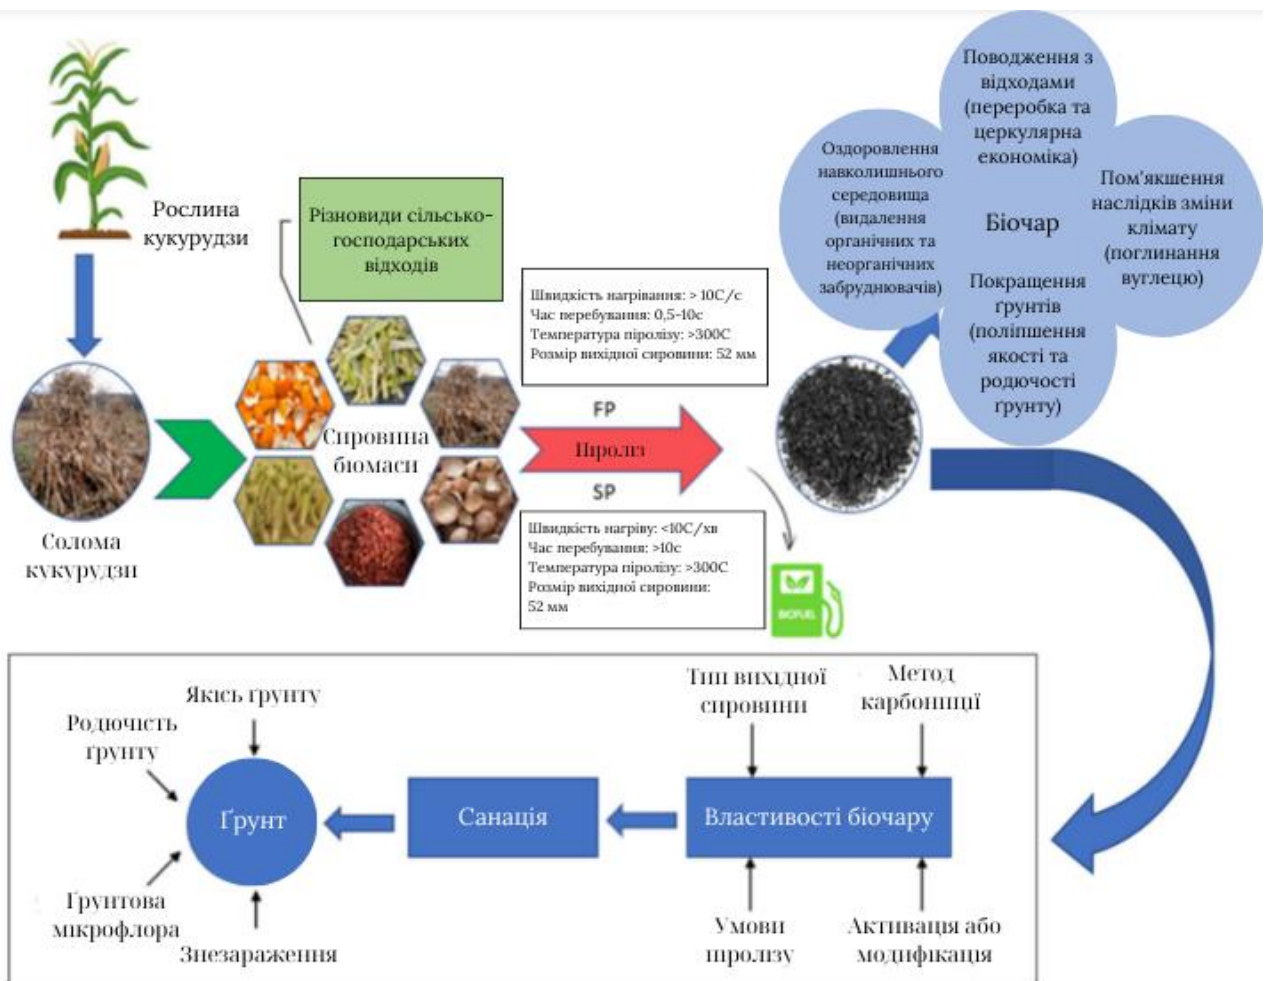 Рослина
кукурудзи
Солома
кукурудзи
Різновиди сільсько-
господарських
відходів
Сировина
біомаси
Швидкість нагрівання: > 10С/с
Час перебування: 0,5-10с
Температура піролізу: >300С
Розмір вихідної сировини: 52 мм
FP
Піроліз
SP
Швидкість нагріву: <10С/хв
Час перебування: >10с
Температура піролізу: >300С
Розмір вихідної сировини:
52 мм
BIOFUEL
Поводження з
відходами
(переробка та
церкулярна
економіка)
Оздоровлення
навколишнього
середовища
(видалення
органічних та
неорганічних
забруднювачів)
Біочар
Пом'якшення
наслідків зміни
клімату
(поглинання
вуглецю)
Покращення
ґрунтів
(поліпшення
якості та
родючості
ґрунту)
Якісь ґрунту
Родючість
ґрунту
Ґрунт
Ґрунтова
мікрофлора
Знезараження
Санація
Тип вихідної
сировини
Метод
карбонції
Властивості біочару
Умови
піролізу
Активація або
модифікація